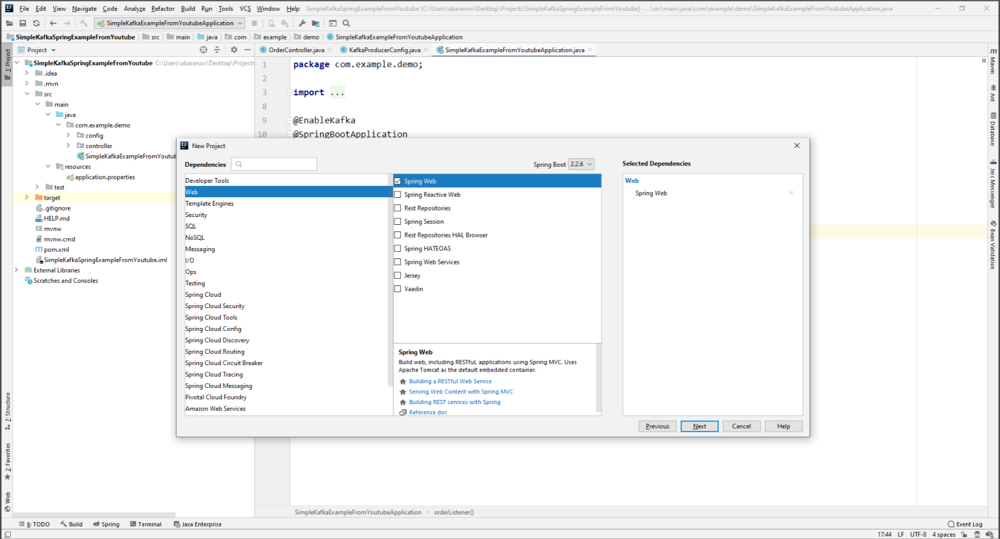 File Edit View Navigate Code Analyze Refactor Build Run Tools VCS Window Help SimpleKafkaSpringExampleFromYoutube [C:\Users\abaranov\Desktop\Projects\SimpleKafkaSpringExampleFromYoutube] - ...\src\main\java\com\example\demo\SimpleKafkaExampleFromYoutubeApplication.java
SimpleKafkaExampleFromYoutubeApplication
SimpleKafkaSpringExampleFromYoutube src main java com example demo SimpleKafkaExampleFromYoutubeApplication
Project
OrderController.java KafkaProducerConfig.java SimpleKafkaExampleFromYoutubeApplication.java
1: Project
SimpleKafkaSpringExampleFromYoutube C:\Users\abaranov\Desktop\Projects
.idea
.mvn
src
main
java
com.example.demo
config
controller
SimpleKafkaExampleFromYoutub
resources
application.properties
test
target
.gitignore
HELP.md
mvnw
mvnw.cmd
pom.xml
SimpleKafkaSpringExampleFromYoutube.iml
External Libraries
Scratches and Consoles
1 package com.example.demo;
2
3 import ...
8
9 @EnableKafka
10 @SpringBootApplication
New Project
Dependencies
Spring Boot 2.2.6
Selected Dependencies
Developer Tools
Web
Template Engines
Security
SQL
NoSQL
Messaging
I/O
Ops
Testing
Spring Cloud
Spring Cloud Security
Spring Cloud Tools
Spring Cloud Config
Spring Cloud Discovery
Spring Cloud Routing
Spring Cloud Circuit Breaker
Spring Cloud Tracing
Spring Cloud Messaging
Pivotal Cloud Foundry
Amazon Web Services
Spring Web
Spring Reactive Web
Rest Repositories
Spring Session
Rest Repositories HAL Browser
Spring HATEOAS
Spring Web Services
Jersey
Vaadin
Spring Web
Build web, including RESTful, applications using Spring MVC. Uses
Apache Tomcat as the default embedded container.
Building a RESTful Web Service
Serving Web Content with Spring MVC
Building REST services with Spring
Reference doc
Web
Spring Web
Previous Next Cancel Help
Maven
Ant
Database
Jms Messenger
Bean Validation
7: Structure
2: Favorites
Web
SimpleKafkaExampleFromYoutubeApplication › orderListener()
6: TODO Build Spring Terminal Java Enterprise Event Log
17:44 LF UTF-8 4 spaces